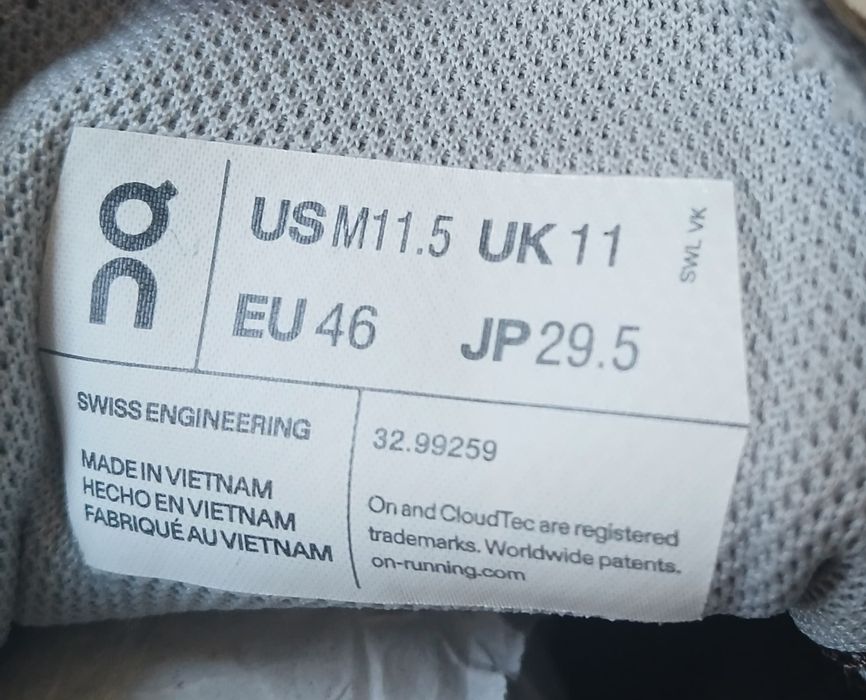 On
US M11.5 UK 11
EU 46 JP 29.5
SWL VK
SWISS ENGINEERING
MADE IN VIETNAM
HECHO EN VIETNAM
FABRIQUÉ AU VIETNAM
32.99259
On and CloudTec are registered
trademarks. Worldwide patents.
on-running.com